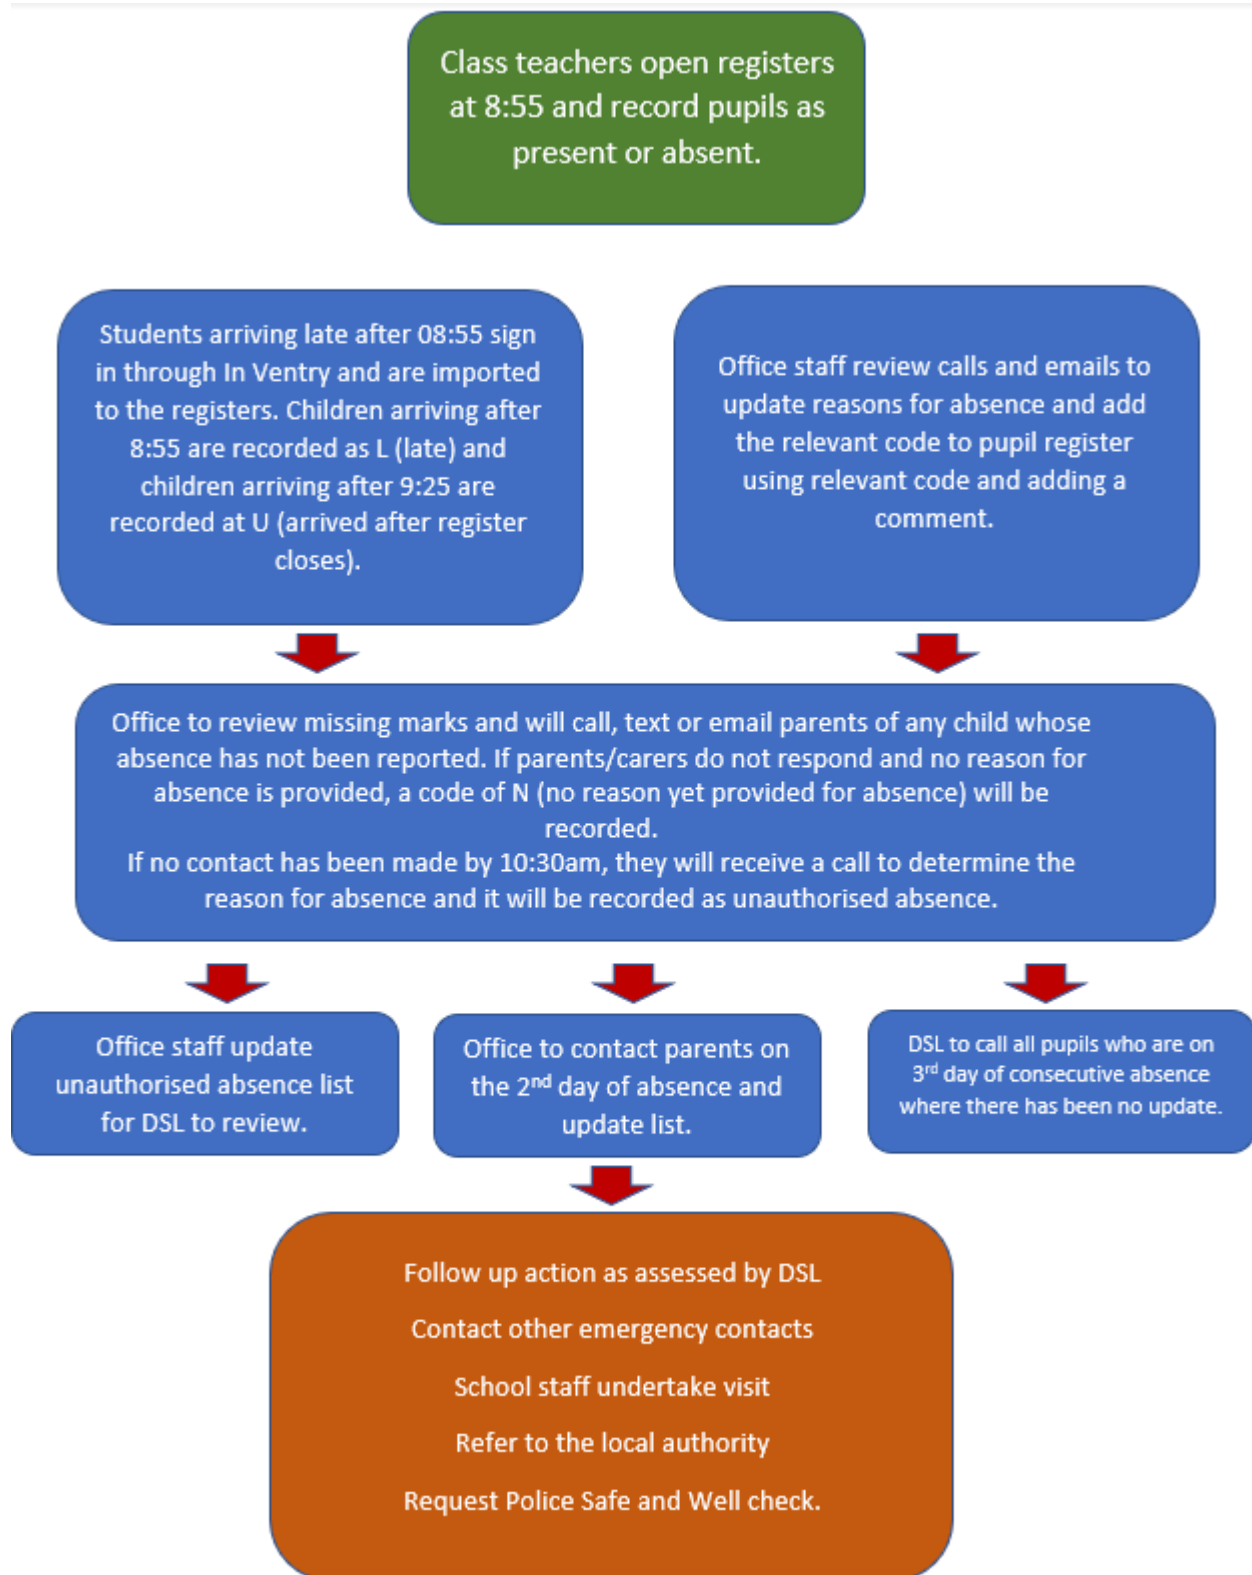 Class teachers open registers
at 8:55 and record pupils as
present or absent.
Students arriving late after 08:55 sign
in through In Ventry and are imported
to the registers. Children arriving after
8:55 are recorded as L (late) and
children arriving after 9:25 are
recorded at U (arrived after register
closes).
Office staff review calls and emails to
update reasons for absence and add
the relevant code to pupil register
using relevant code and adding a
comment.
Office to review missing marks and will call, text or email parents of any child whose
absence has not been reported. If parents/carers do not respond and no reason for
absence is provided, a code of N (no reason yet provided for absence) will be
recorded.
If no contact has been made by 10:30am, they will receive a call to determine the
reason for absence and it will be recorded as unauthorised absence.
Office staff update
unauthorised absence list
for DSL to review.
Office to contact parents on
the 2nd day of absence and
update list.
DSL to call all pupils who are on
3rd day of consecutive absence
where there has been no update.
Follow up action as assessed by DSL
Contact other emergency contacts
School staff undertake visit
Refer to the local authority
Request Police Safe and Well check.